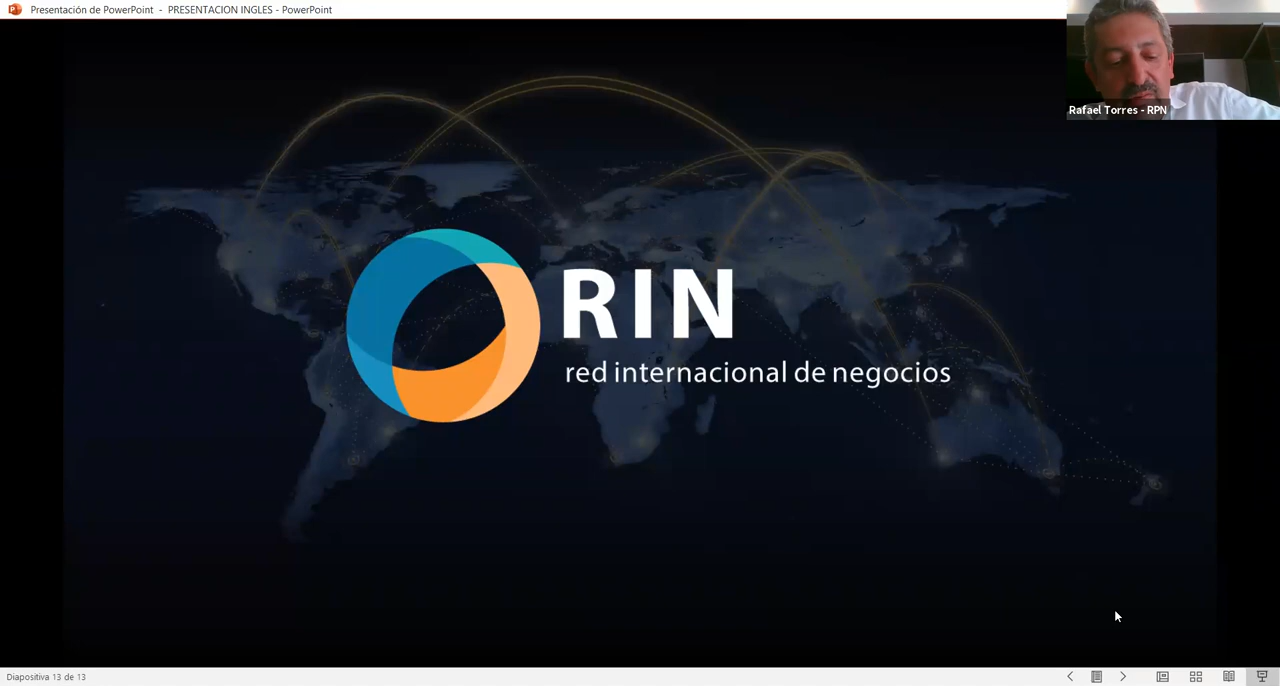 Presentación de PowerPoint - PRESENTACION INGLES - PowerPoint
Rafael Torres - RPN
RIN
red internacional de negocios
Diapositiva 13 de 13